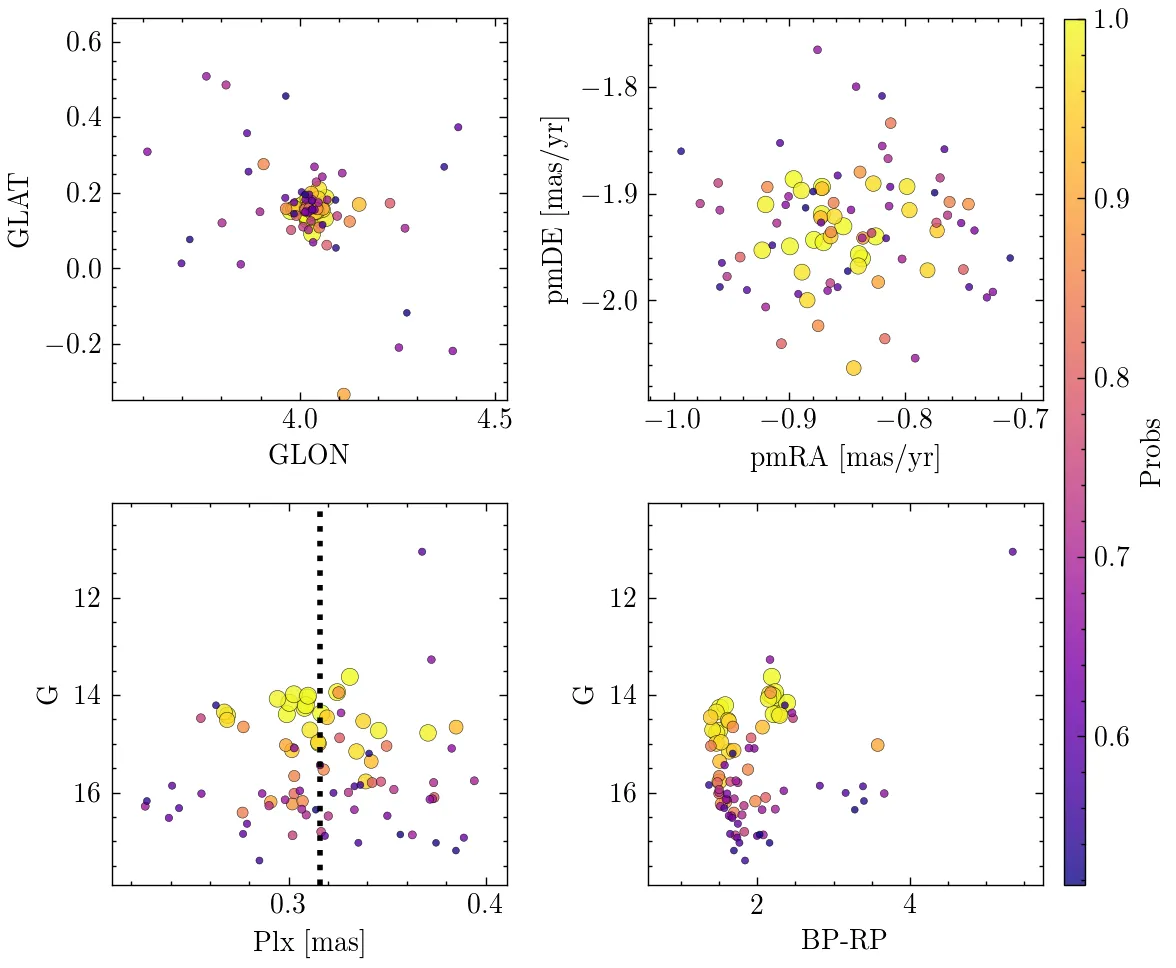 0.6
0.4
0.2
0.0
−0.2
GLAT
4.0 4.5
GLON
−1.8
−1.9
−2.0
pmDE [mas/yr]
−1.0 −0.9 −0.8 −0.7
pmRA [mas/yr]
1.0
0.9
0.8
0.7
0.6
Probs
12
14
16
G
0.3 0.4
Plx [mas]
12
14
16
G
2 4
BP-RP